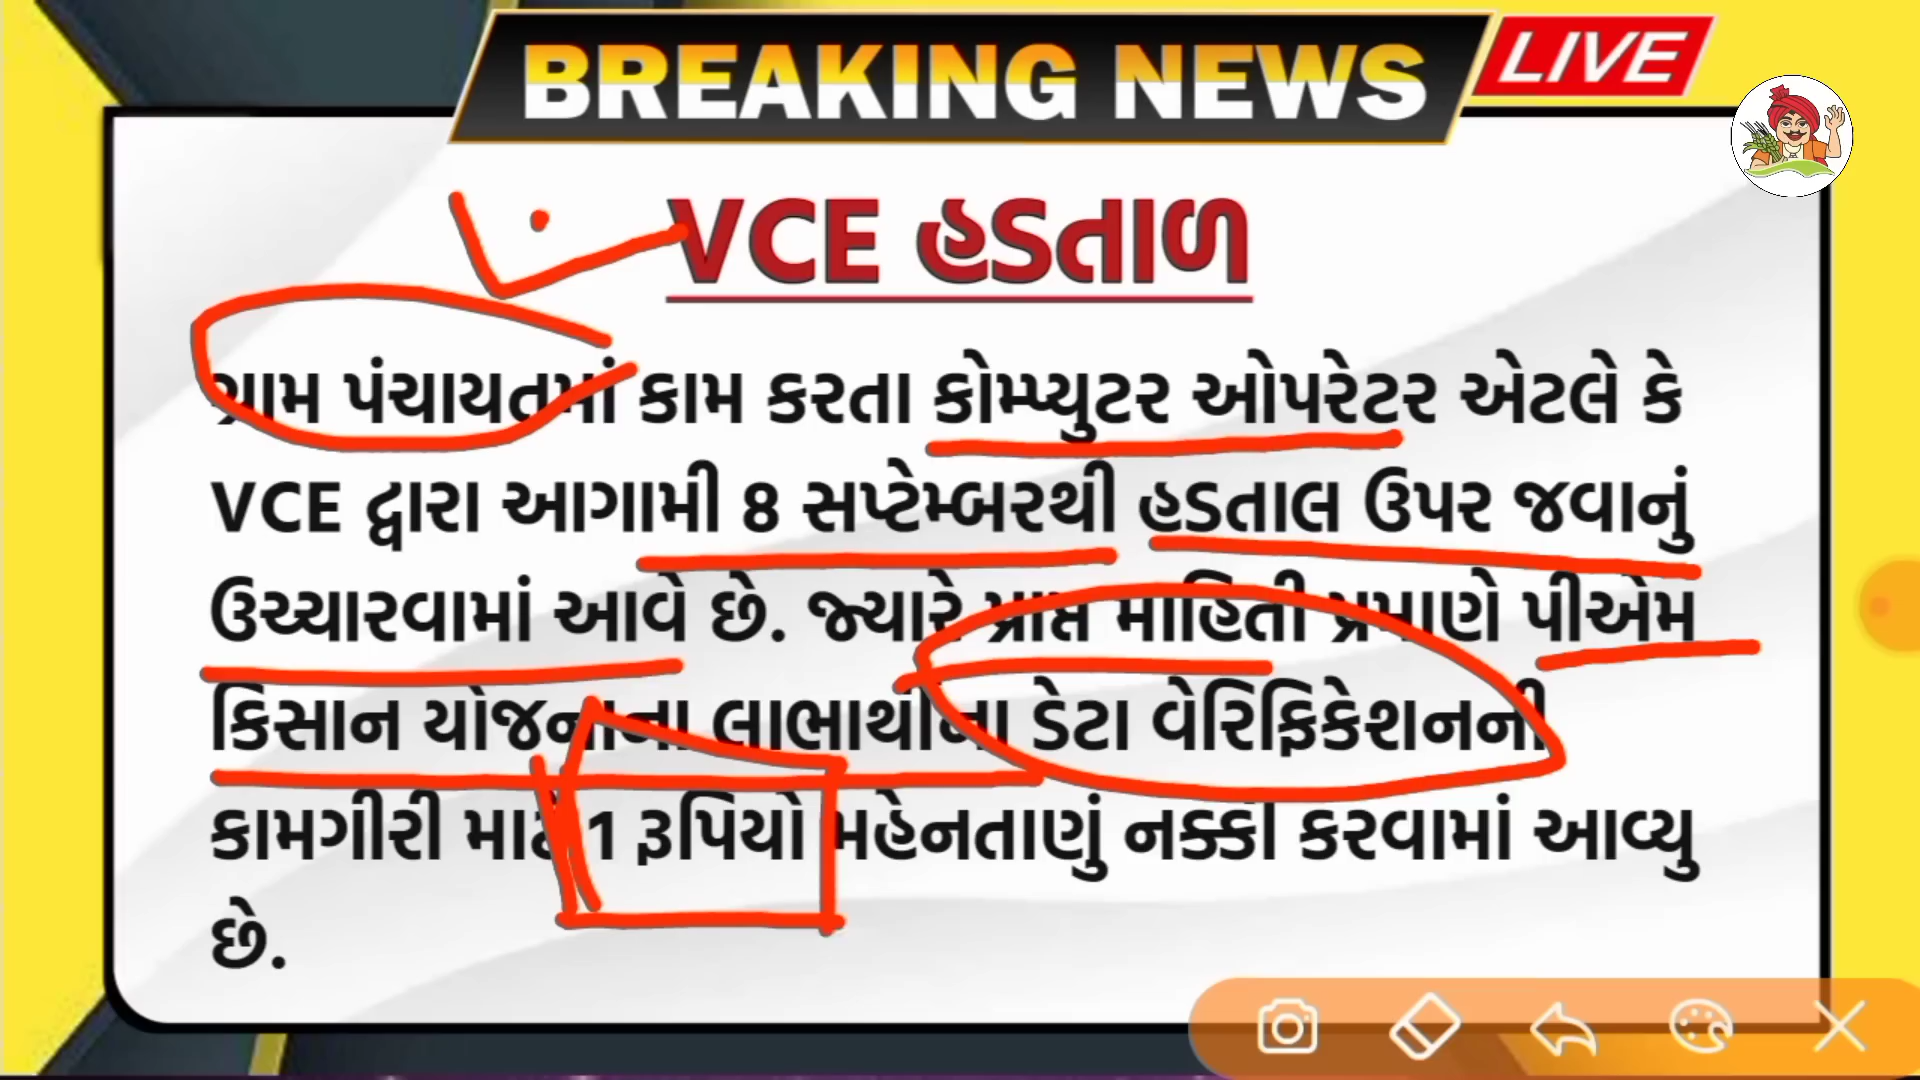 BREAKING NEWS
LIVE
VCE હડતાળ
ગ્રામ પંચાયતમાં કામ કરતા કોમ્પ્યુટર ઓપરેટર એટલે કે
VCE દ્વારા આગામી 8 સપ્ટેમ્બરથી હડતાલ ઉપર જવાનું
ઉચ્ચારવામાં આવે છે. જ્યારે પ્રાપ્ત માહિતી પ્રમાણે પીએમ
કિસાન યોજનાના લાભાર્થીના ડેટા વેરિફિકેશનની
કામગીરી માટે 1 રૂપિયો મહેનતાણું નક્કી કરવામાં આવ્યુ
છે.